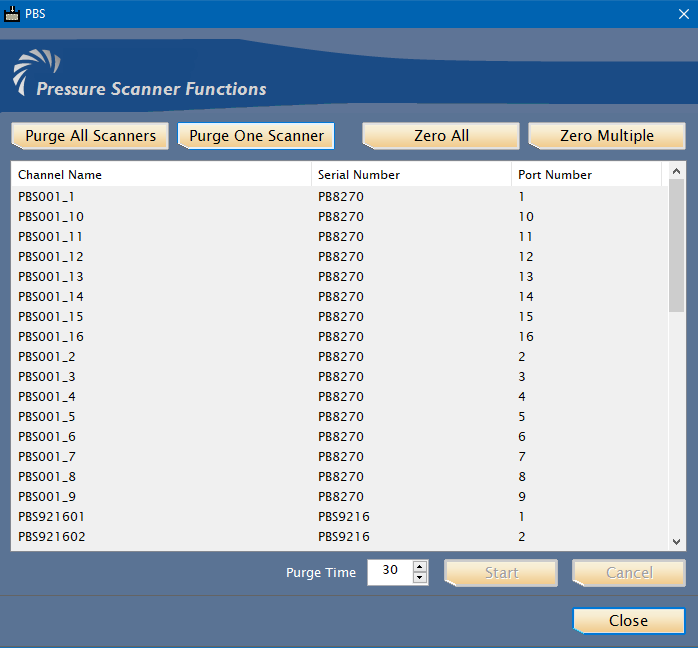 PBS
Pressure Scanner Functions
Purge All Scanners Purge One Scanner Zero All Zero Multiple
Channel Name Serial Number Port Number
PBS001_1 PB8270 1
PBS001_10 PB8270 10
PBS001_11 PB8270 11
PBS001_12 PB8270 12
PBS001_13 PB8270 13
PBS001_14 PB8270 14
PBS001_15 PB8270 15
PBS001_16 PB8270 16
PBS001_2 PB8270 2
PBS001_3 PB8270 3
PBS001_4 PB8270 4
PBS001_5 PB8270 5
PBS001_6 PB8270 6
PBS001_7 PB8270 7
PBS001_8 PB8270 8
PBS001_9 PB8270 9
PBS921601 PBS9216 1
PBS921602 PBS9216 2
Purge Time 30 Start Cancel
Close